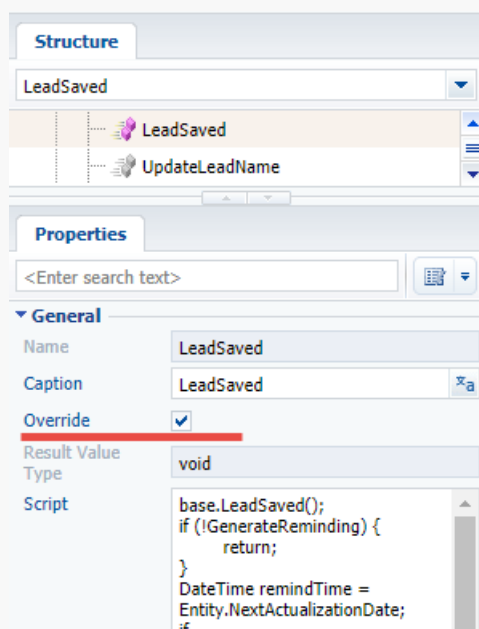 Structure
LeadSaved
LeadSaved
UpdateLeadName
Properties
<Enter search text>
General
Name
LeadSaved
Caption
LeadSaved
Override
Result Value
Type
void
Script
base.LeadSaved();
if (!GenerateReminding) {
return;
}
DateTime remindTime =
Entity.NextActualizationDate;
if